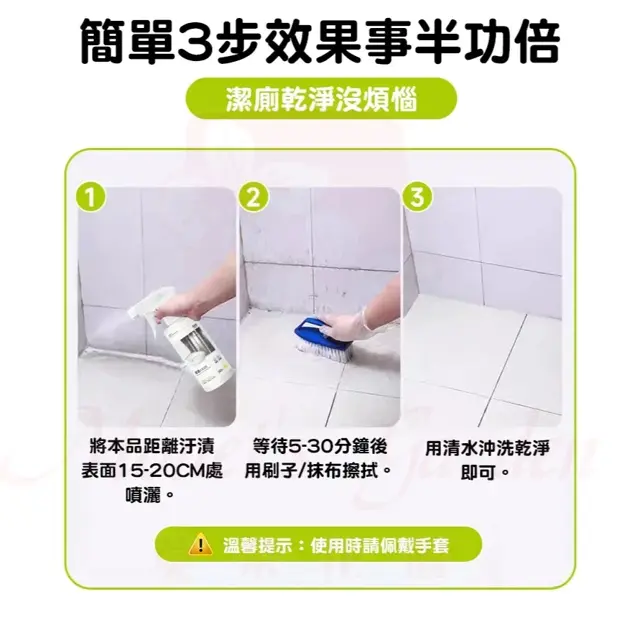 簡單3步效果事半功倍
潔廁乾淨沒煩惱
1
2
3
將本品距離汙漬
表面15-20CM處
噴灑。
等待5-30分鐘後
用刷子/抹布擦拭。
用清水沖洗乾淨
即可。
溫馨提示：使用時請佩戴手套